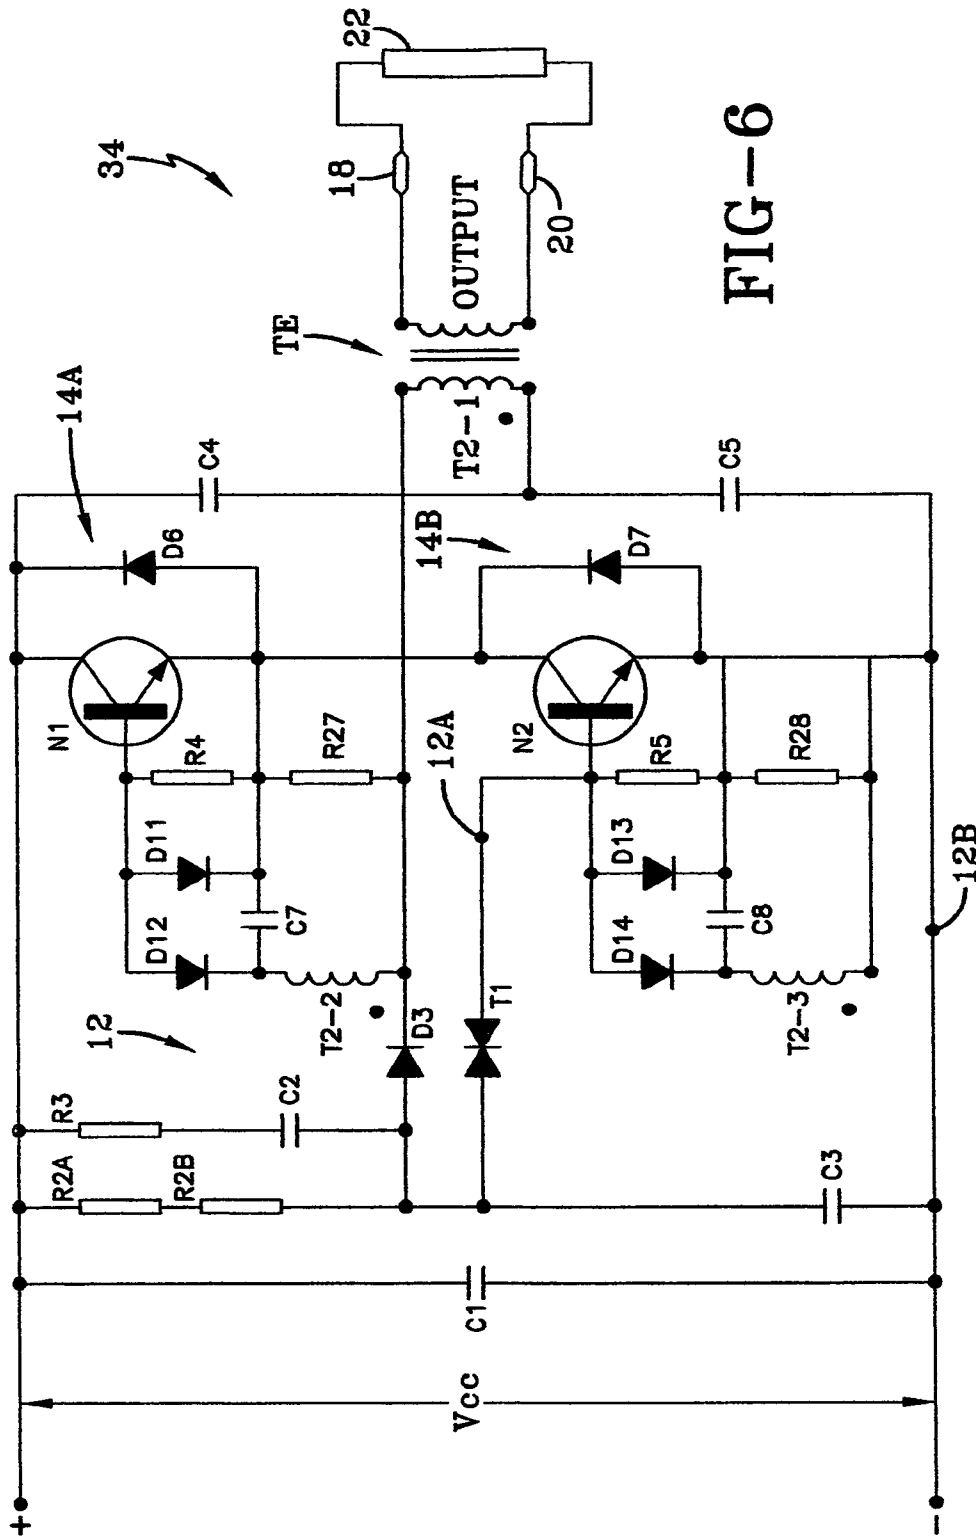 34
22
18
OUTPUT
20
FIG-6
TE
14A
T2-1
C4
C5
D6
14B
D7
N1
R4
R27
12A
N2
R5
R28
D11
D12
C7
D13
D14
C8
12B
12
T2-2
D3
T1
T2-3
R3
C2
R2A
R2B
C3
C1
Vcc
+
-